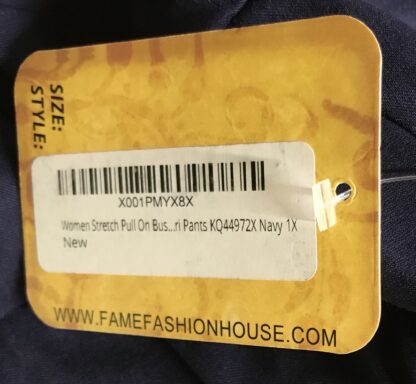 SIZE:
STYLE:
X001PMYX8X
Women Stretch Pull On Bus...ri Pants KQ44972X Navy 1X
New
WWW.FAMEFASHIONHOUSE.COM